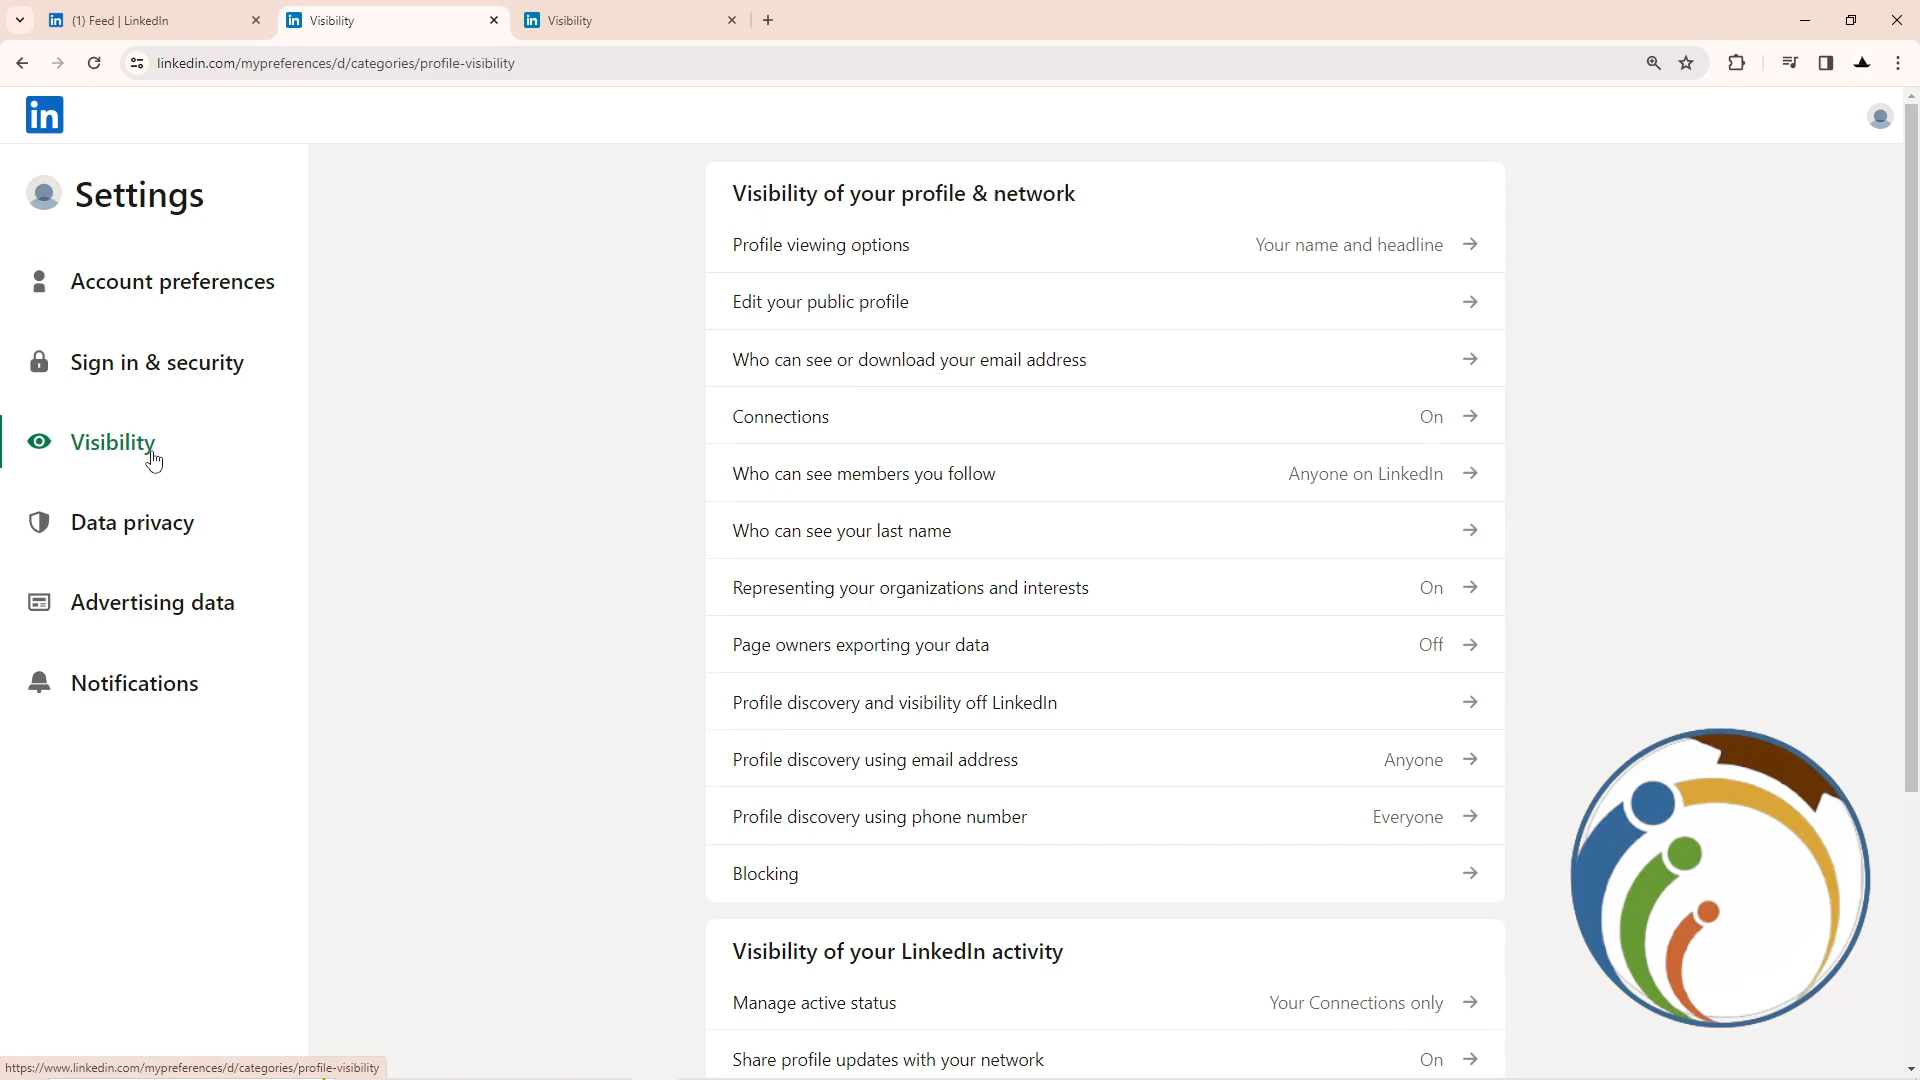 (1) Feed | LinkedIn
Visibility
Visibility
linkedin.com/mypreferences/d/categories/profile-visibility
in
Settings
Account preferences
Sign in & security
Visibility
Data privacy
Advertising data
Notifications
Visibility of your profile & network
Profile viewing options Your name and headline
Edit your public profile
Who can see or download your email address
Connections On
Who can see members you follow Anyone on LinkedIn
Who can see your last name
Representing your organizations and interests On
Page owners exporting your data Off
Profile discovery and visibility off LinkedIn
Profile discovery using email address Anyone
Profile discovery using phone number Everyone
Blocking
Visibility of your LinkedIn activity
Manage active status Your Connections only
Share profile updates with your network On
https://www.linkedin.com/mypreferences/d/categories/profile-visibility